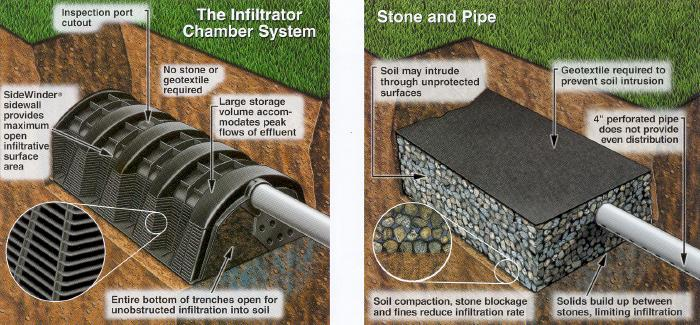 The Infiltrator
Chamber System
Inspection port
cutout
No stone or
geotextile
required
SideWinder®
sidewall
provides
maximum
open
infiltrative
surface
area
Large storage
volume accom-
modates peak
flows of effluent
Entire bottom of trenches open for
unobstructed infiltration into soil
Stone and Pipe
Soil may intrude
through unprotected
surfaces
Geotextile required to
prevent soil intrusion
4" perforated pipe
does not provide
even distribution
Soil compaction, stone blockage
and fines reduce infiltration rate
Solids build up between
stones, limiting infiltration